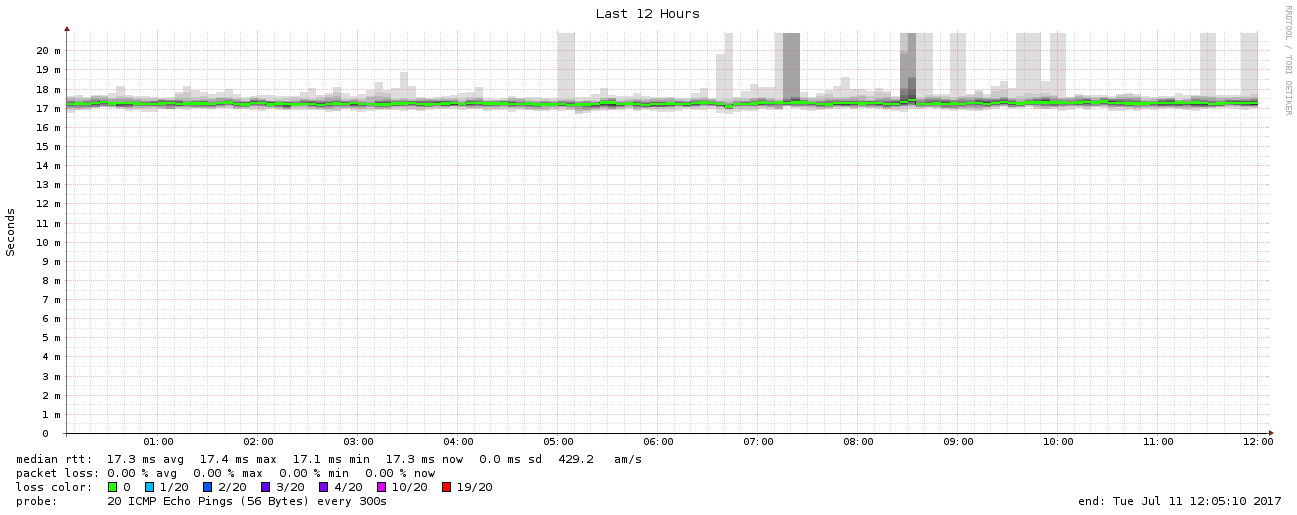 Last 12 Hours
RRDTOOL / TOBI OETIKER
Seconds
20 m
19 m
18 m
17 m
16 m
15 m
14 m
13 m
12 m
11 m
10 m
9 m
8 m
7 m
6 m
5 m
4 m
3 m
2 m
1 m
0
01:00 02:00 03:00 04:00 05:00 06:00 07:00 08:00 09:00 10:00 11:00 12:00
median rtt: 17.3 ms avg 17.4 ms max 17.1 ms min 17.3 ms now 0.0 ms sd 429.2 am/s
packet loss: 0.00 % avg 0.00 % max 0.00 % min 0.00 % now
loss color: 0 1/20 2/20 3/20 4/20 10/20 19/20
probe: 20 ICMP Echo Pings (56 Bytes) every 300s
end: Tue Jul 11 12:05:10 2017